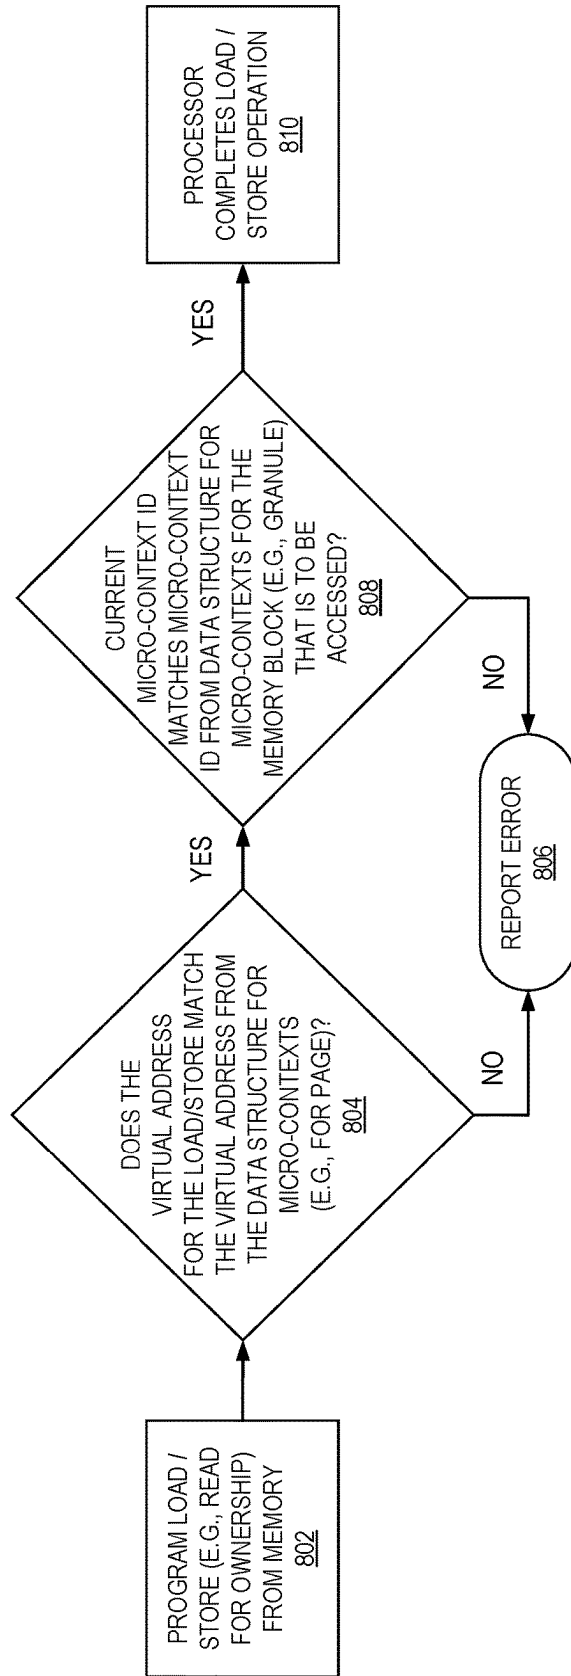 PROGRAM LOAD /
STORE (E.G., READ
FOR OWNERSHIP)
FROM MEMORY
802
DOES THE
VIRTUAL ADDRESS
FOR THE LOAD/STORE MATCH
THE VIRTUAL ADDRESS FROM
THE DATA STRUCTURE FOR
MICRO-CONTEXTS
(E.G., FOR PAGE)?
804
YES
NO
CURRENT
MICRO-CONTEXT ID
MATCHES MICRO-CONTEXT
ID FROM DATA STRUCTURE FOR
MICRO-CONTEXTS FOR THE
MEMORY BLOCK (E.G., GRANULE)
THAT IS TO BE
ACCESSED?
808
YES
NO
REPORT ERROR
806
PROCESSOR
COMPLETES LOAD /
STORE OPERATION
810